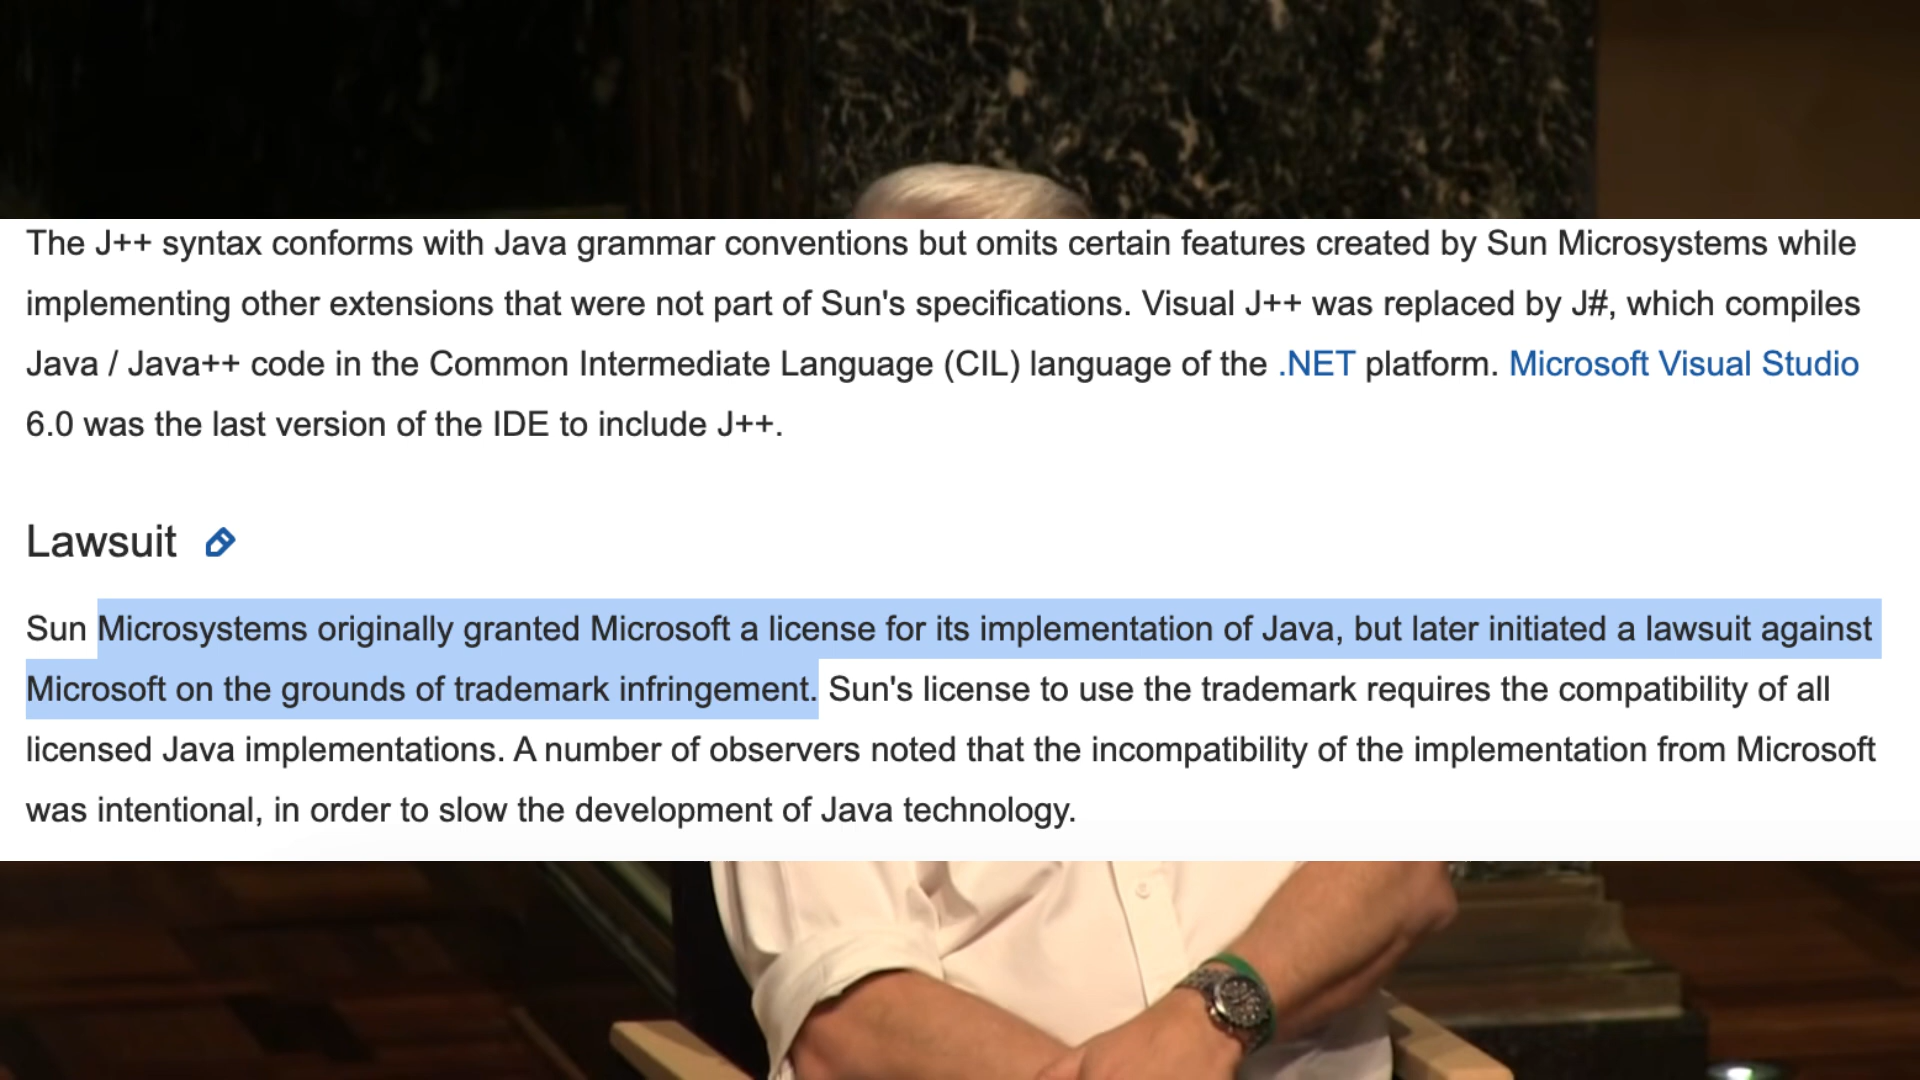 The J++ syntax conforms with Java grammar conventions but omits certain features created by Sun Microsystems while
implementing other extensions that were not part of Sun's specifications. Visual J++ was replaced by J#, which compiles
Java / Java++ code in the Common Intermediate Language (CIL) language of the .NET platform. Microsoft Visual Studio
6.0 was the last version of the IDE to include J++.
Lawsuit
Sun Microsystems originally granted Microsoft a license for its implementation of Java, but later initiated a lawsuit against
Microsoft on the grounds of trademark infringement. Sun's license to use the trademark requires the compatibility of all
licensed Java implementations. A number of observers noted that the incompatibility of the implementation from Microsoft
was intentional, in order to slow the development of Java technology.